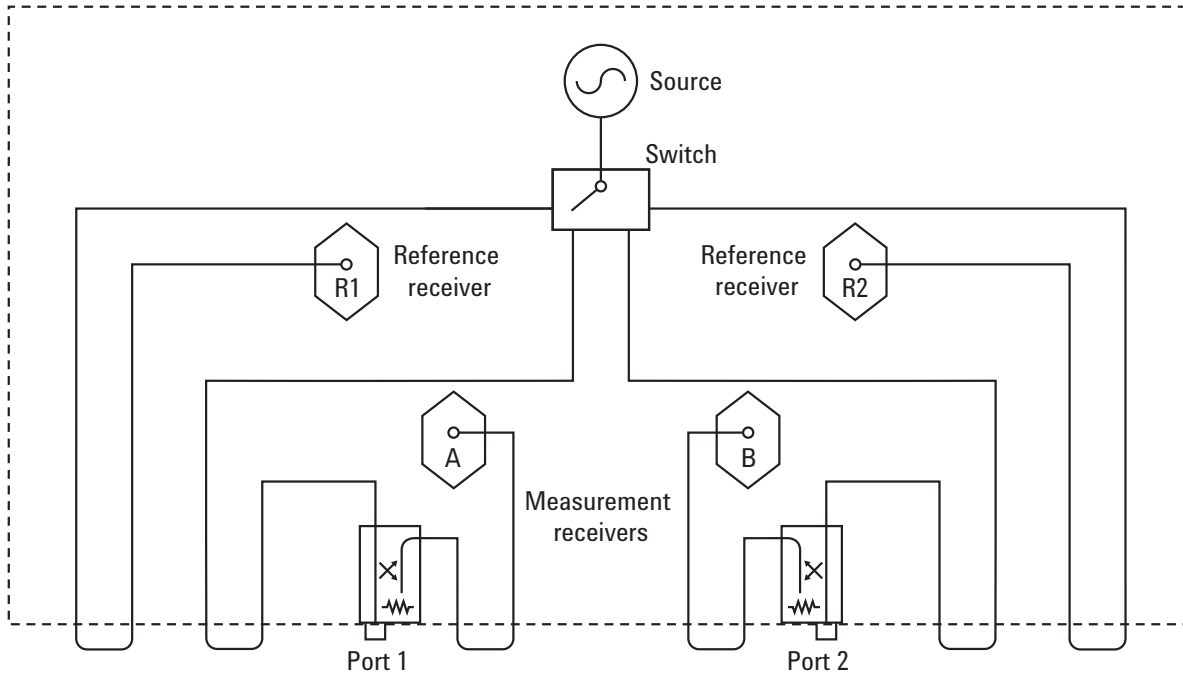 Source
Switch
Reference
receiver
R1
Reference
receiver
R2
A
B
Measurement
receivers
Port 1
Port 2